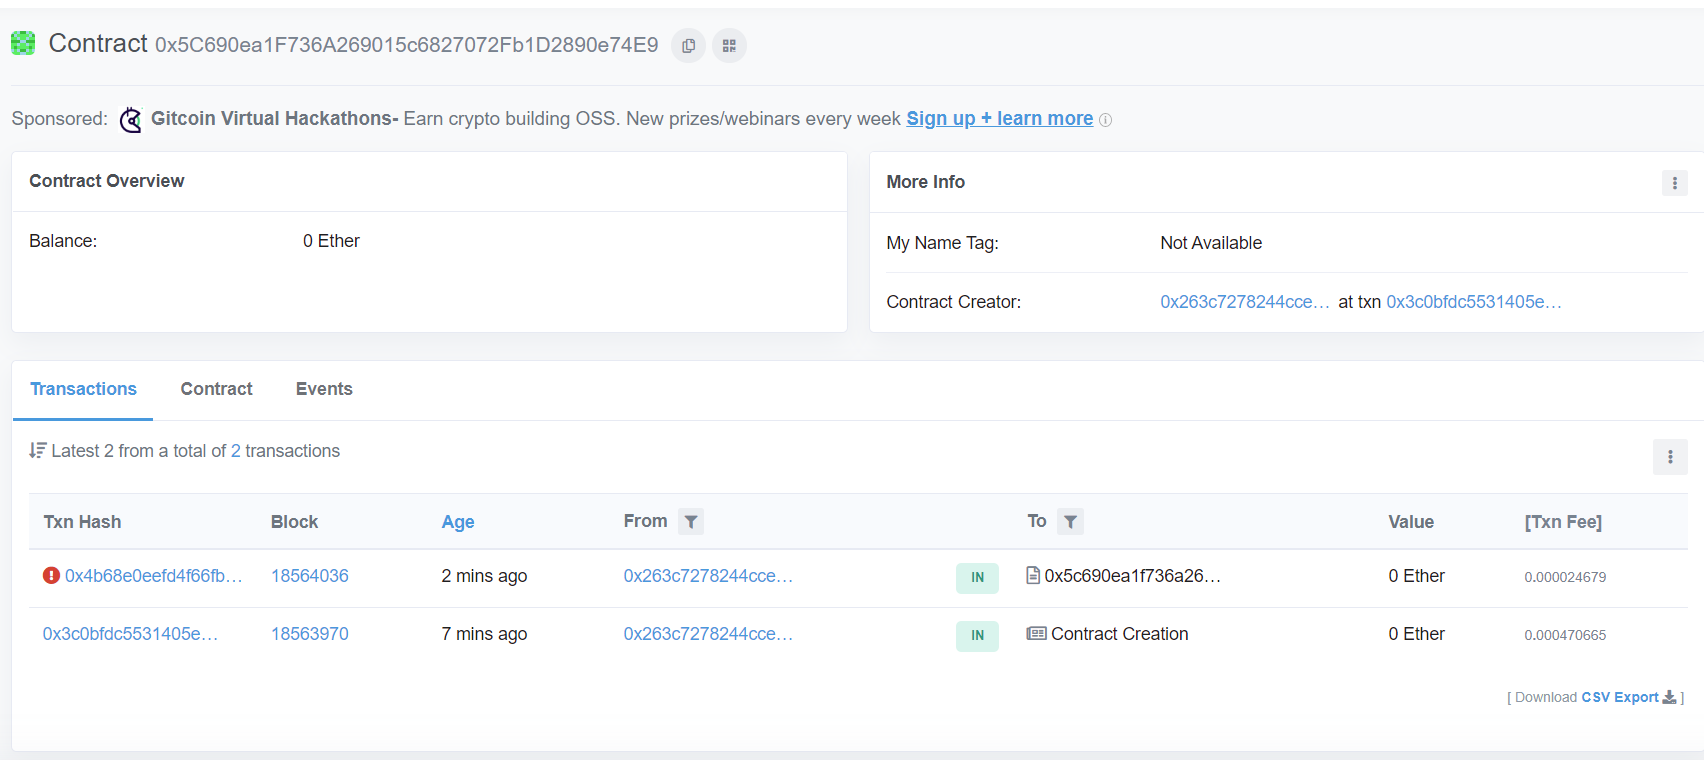 Contract 0x5C690ea1F736A269015c6827072Fb1D2890e74E9
Sponsored: Gitcoin Virtual Hackathons- Earn crypto building OSS. New prizes/webinars every week Sign up + learn more
Contract Overview
Balance: 0 Ether
More Info
My Name Tag: Not Available
Contract Creator: 0x263c7278244cce… at txn 0x3c0bfdc5531405e…
Transactions Contract Events
Latest 2 from a total of 2 transactions
Txn Hash Block Age From To Value [Txn Fee]
0x4b68e0eefd4f66fb… 18564036 2 mins ago 0x263c7278244cce… IN 0x5c690ea1f736a26… 0 Ether 0.000024679
0x3c0bfdc5531405e… 18563970 7 mins ago 0x263c7278244cce… IN Contract Creation 0 Ether 0.000470665
[ Download CSV Export ]